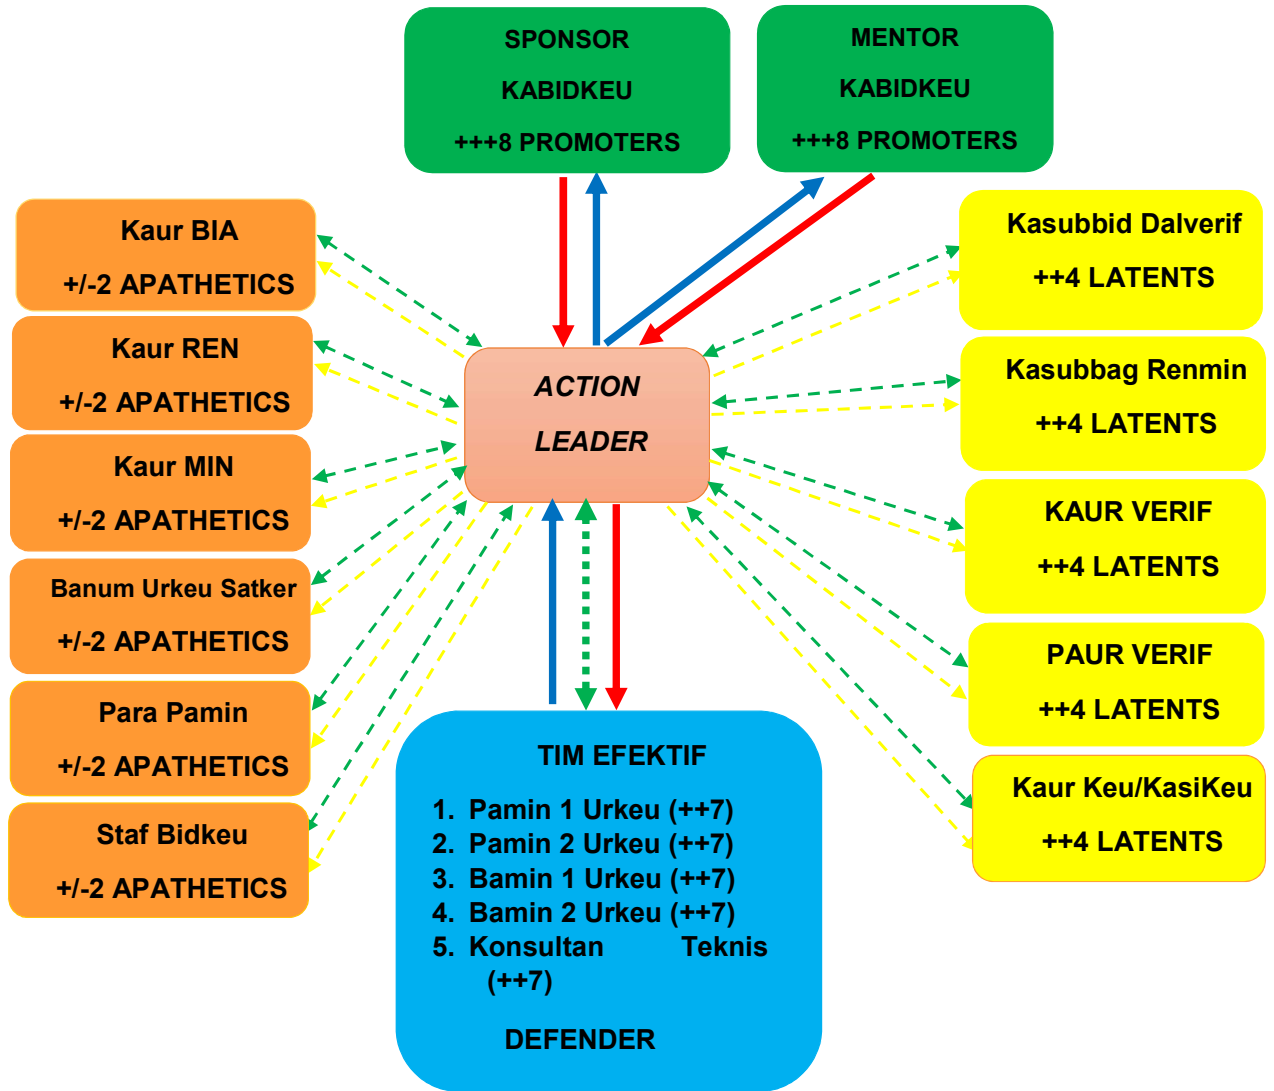 SPONSOR
KABIDKEU
+++8 PROMOTERS
MENTOR
KABIDKEU
+++8 PROMOTERS
Kaur BIA
+/-2 APATHETICS
Kaur REN
+/-2 APATHETICS
Kaur MIN
+/-2 APATHETICS
Banum Urkeu Satker
+/-2 APATHETICS
Para Pamin
+/-2 APATHETICS
Staf Bidkeu
+/-2 APATHETICS
ACTION
LEADER
Kasubbid Dalverif
++4 LATENTS
Kasubbag Renmin
++4 LATENTS
KAUR VERIF
++4 LATENTS
PAUR VERIF
++4 LATENTS
Kaur Keu/KasiKeu
++4 LATENTS
TIM EFEKTIF
1. Pamin 1 Urkeu (++7)
2. Pamin 2 Urkeu (++7)
3. Bamin 1 Urkeu (++7)
4. Bamin 2 Urkeu (++7)
5. Konsultan Teknis
(++7)
DEFENDER